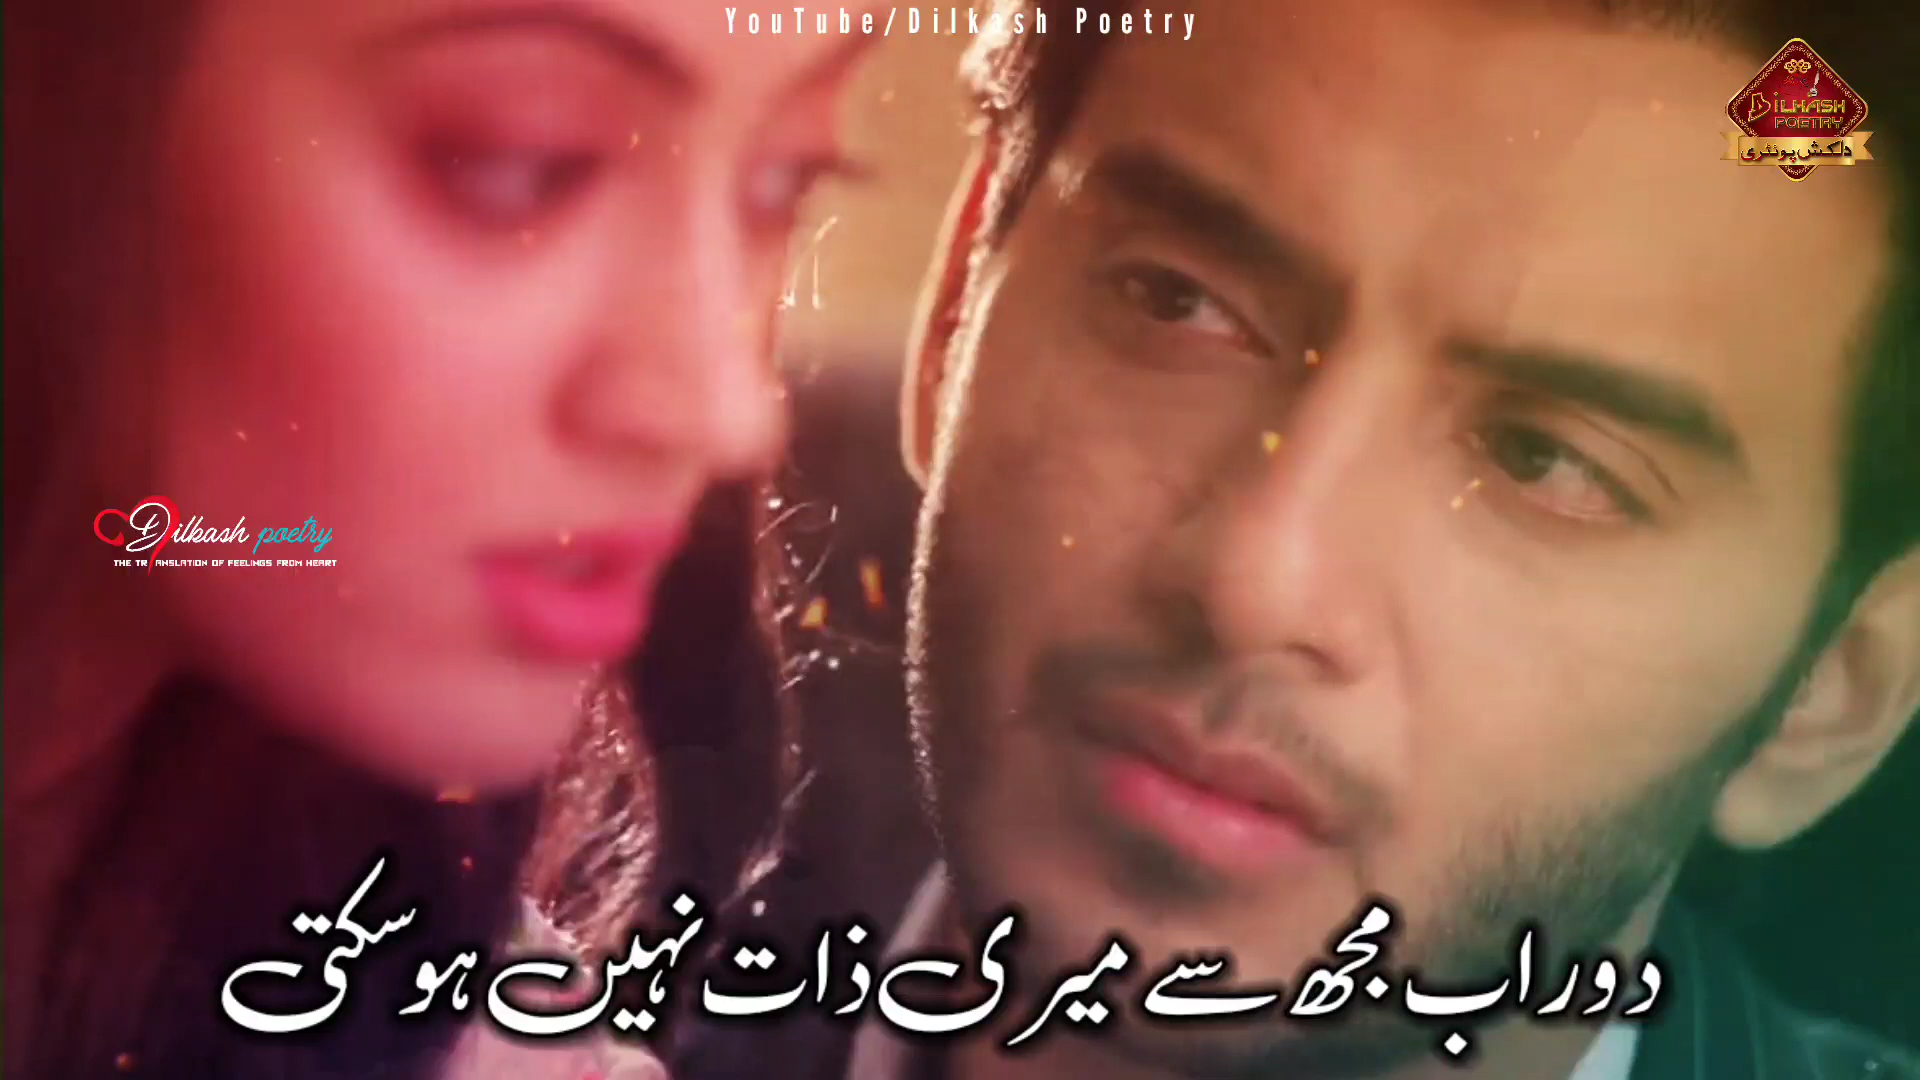 YouTube/Dilkash Poetry
DILKASH
POETRY
دلکش پوئٹری
Dilkash poetry
THE TRANSLATION OF FEELINGS FROM HEART
دور اب مجھ سے میری ذات نہیں ہو سکتی